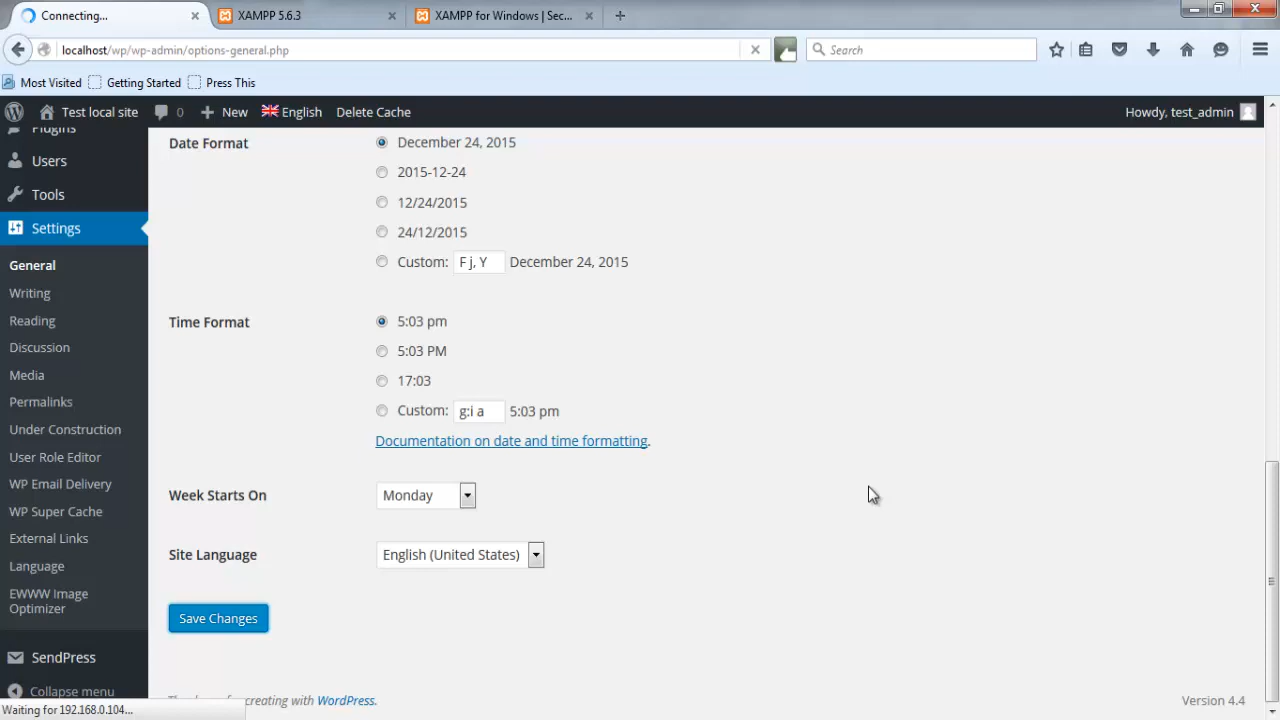 Connecting...
XAMPP 5.6.3
XAMPP for Windows | Sec...
localhost/wp/wp-admin/options-general.php
Search
Most Visited
Getting Started
Press This
Test local site
0
New
English
Delete Cache
Howdy, test_admin
Plugins
Users
Tools
Settings
General
Writing
Reading
Discussion
Media
Permalinks
Under Construction
User Role Editor
WP Email Delivery
WP Super Cache
External Links
Language
EWWW Image
Optimizer
SendPress
Collapse menu
Date Format
December 24, 2015
2015-12-24
12/24/2015
24/12/2015
Custom: F j, Y December 24, 2015
Time Format
5:03 pm
5:03 PM
17:03
Custom: g:i a 5:03 pm
Documentation on date and time formatting.
Week Starts On
Monday
Site Language
English (United States)
Save Changes
creating with WordPress.
Version 4.4
Waiting for 192.168.0.104...